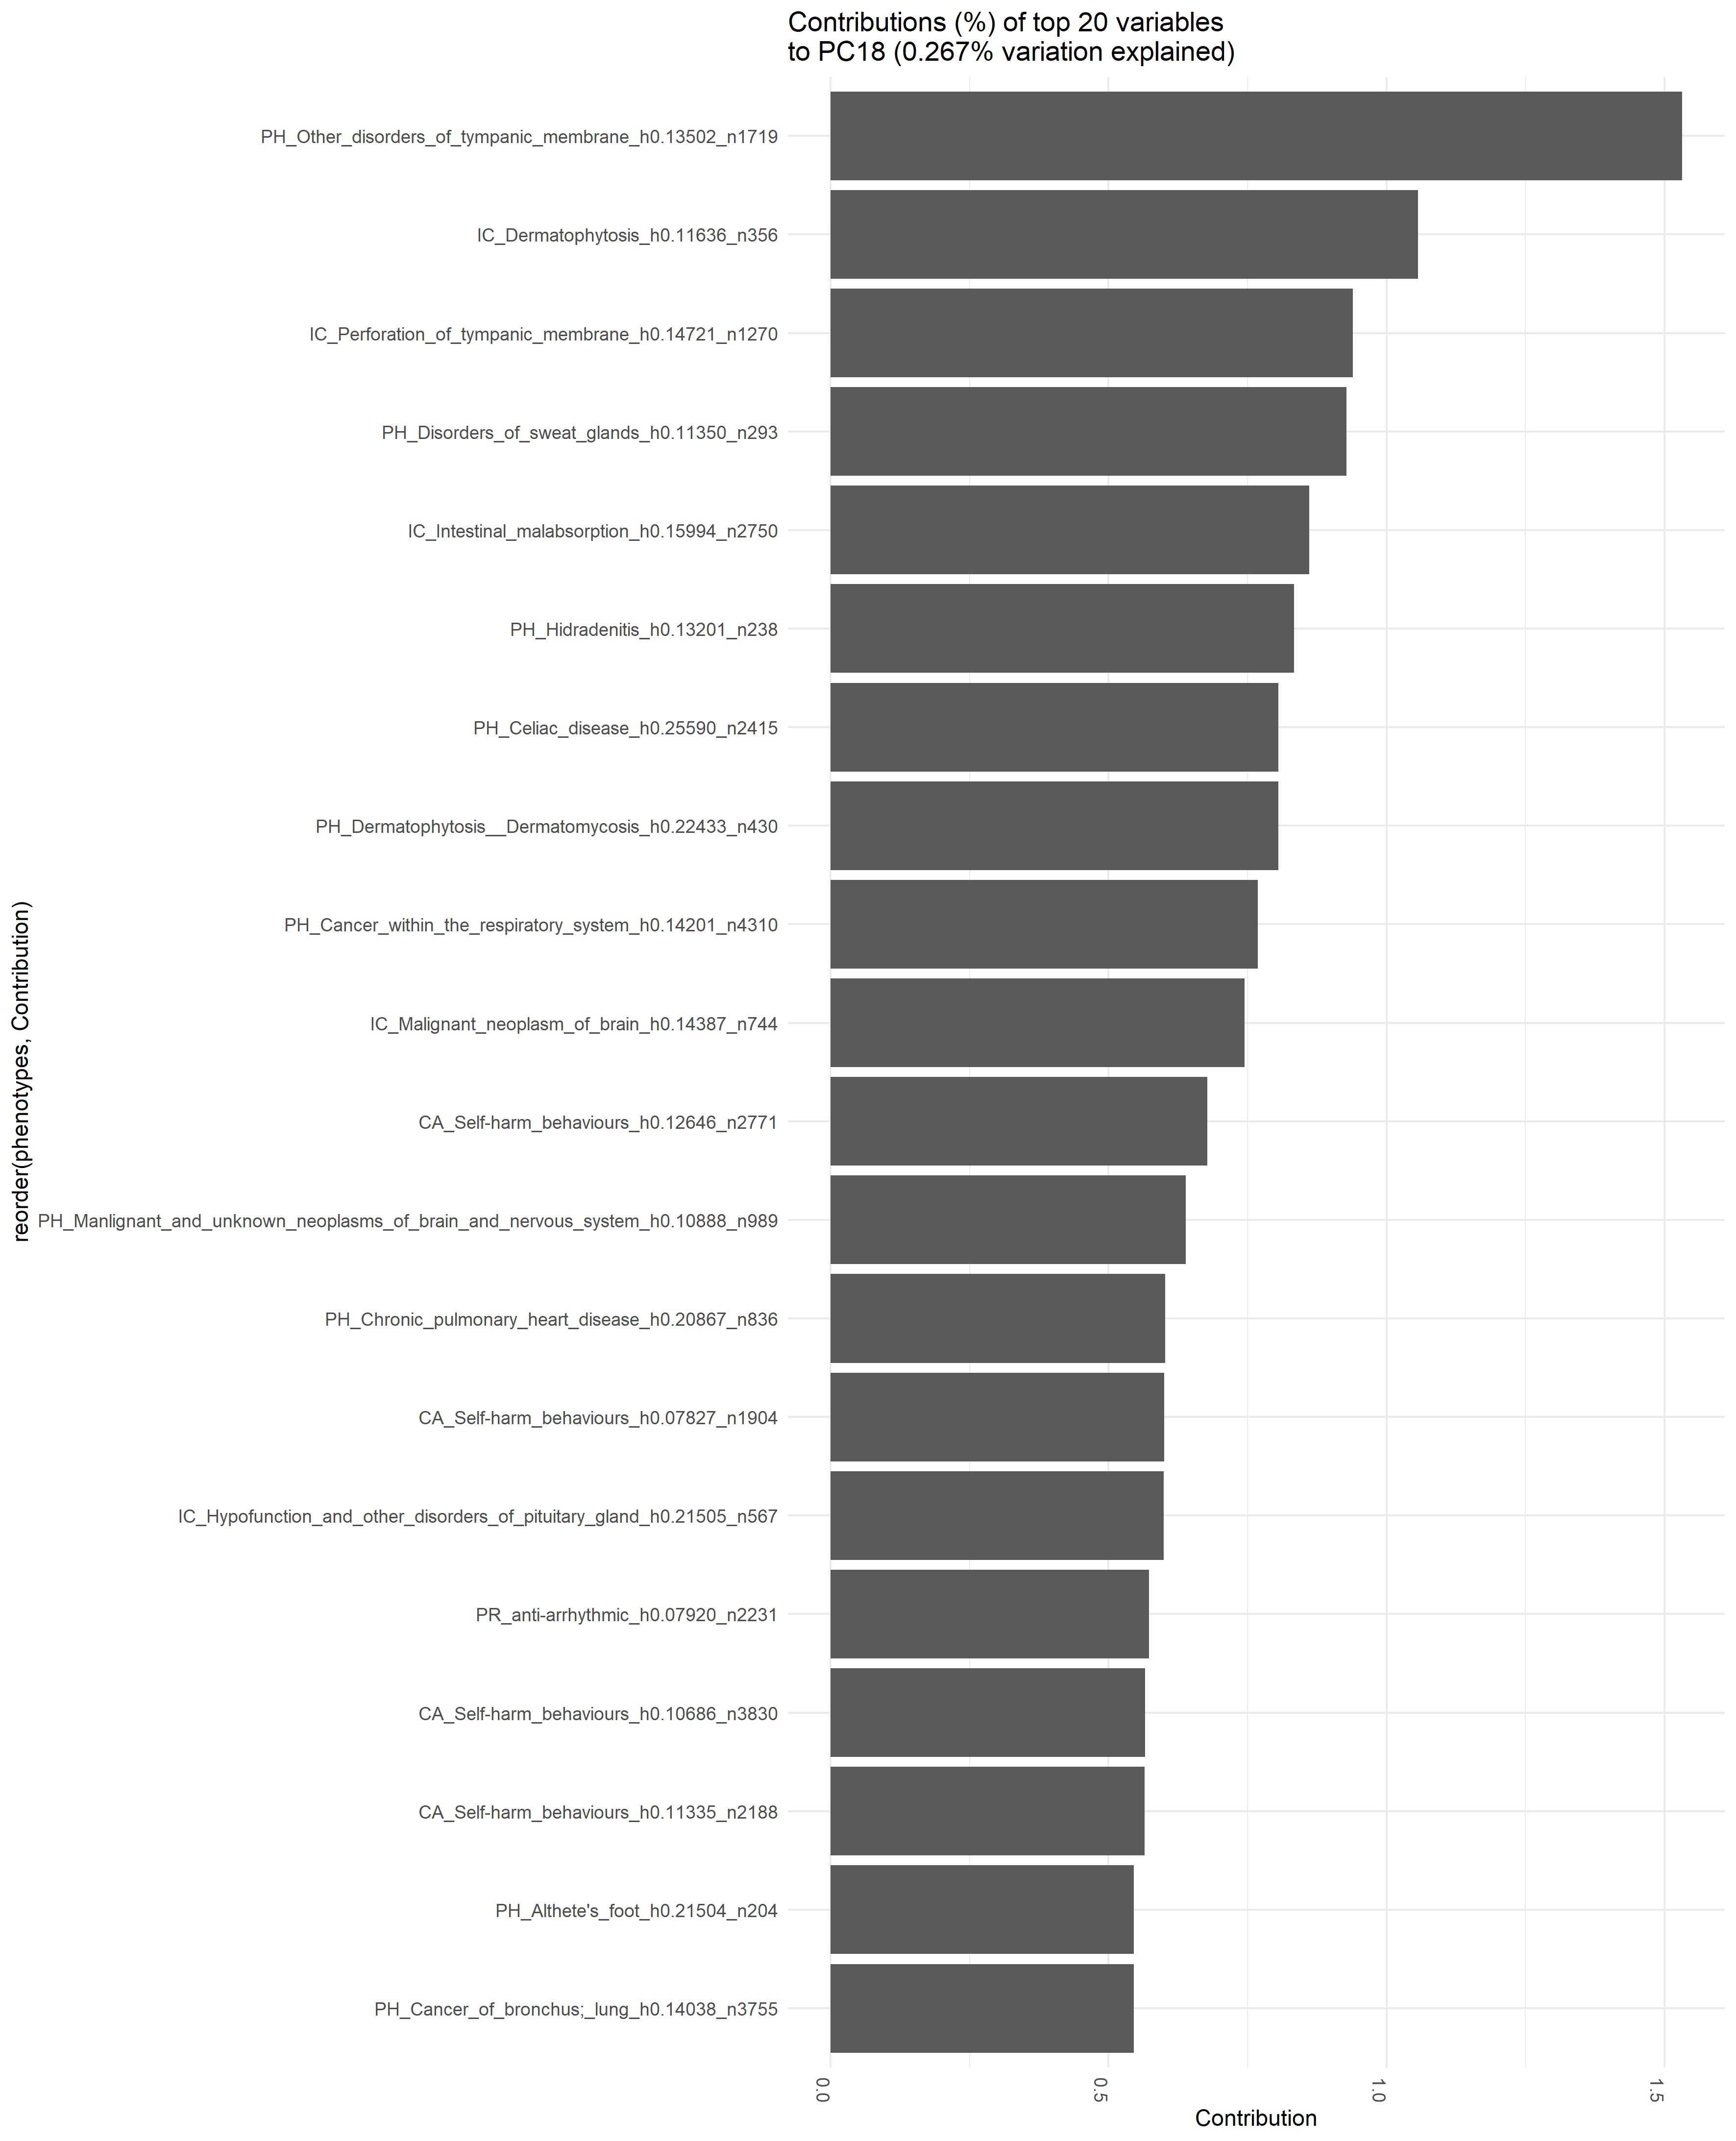 Contributions (%) of top 20 variables
to PC18 (0.267% variation explained)
PH_Other_disorders_of_tympanic_membrane_h0.13502_n1719
IC_Dermatophytosis_h0.11636_n356
IC_Perforation_of_tympanic_membrane_h0.14721_n1270
PH_Disorders_of_sweat_glands_h0.11350_n293
IC_Intestinal_malabsorption_h0.15994_n2750
PH_Hidradenitis_h0.13201_n238
PH_Celiac_disease_h0.25590_n2415
PH_Dermatophytosis__Dermatomycosis_h0.22433_n430
PH_Cancer_within_the_respiratory_system_h0.14201_n4310
IC_Malignant_neoplasm_of_brain_h0.14387_n744
CA_Self-harm_behaviours_h0.12646_n2771
PH_Manlignant_and_unknown_neoplasms_of_brain_and_nervous_system_h0.10888_n989
PH_Chronic_pulmonary_heart_disease_h0.20867_n836
CA_Self-harm_behaviours_h0.07827_n1904
IC_Hypofunction_and_other_disorders_of_pituitary_gland_h0.21505_n567
PR_anti-arrhythmic_h0.07920_n2231
CA_Self-harm_behaviours_h0.10686_n3830
CA_Self-harm_behaviours_h0.11335_n2188
PH_Althete's_foot_h0.21504_n204
PH_Cancer_of_bronchus;_lung_h0.14038_n3755
reorder(phenotypes, Contribution)
0.0
0.5
1.0
1.5
Contribution